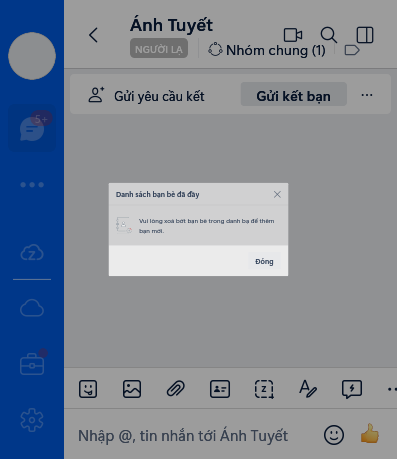 Ánh Tuyết
NGƯỜI LẠ
Nhóm chung (1)
5+
Gửi yêu cầu kết
Gửi kết bạn
Danh sách bạn bè đã đầy
Vui lòng xoá bớt bạn bè trong danh bạ để thêm
bạn mới.
Đóng
Nhập @, tin nhắn tới Ánh Tuyết